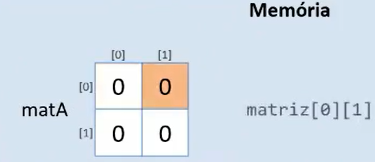 Memória
[0] [1]
[0] 0 0
matA
matriz[0][1]
[1] 0 0